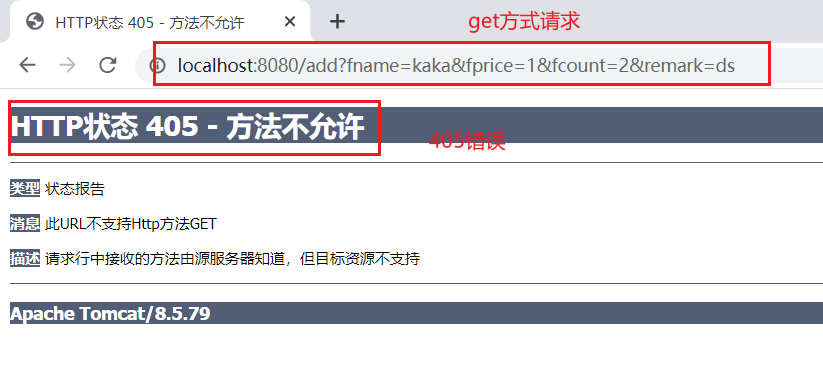 HTTP状态 405 - 方法不允许
get方式请求
localhost:8080/add?fname=kaka&fprice=1&fcount=2&remark=ds
HTTP状态 405 - 方法不允许
405错误
类型 状态报告
消息 此URL不支持Http方法GET
描述 请求行中接收的方法由源服务器知道，但目标资源不支持
Apache Tomcat/8.5.79